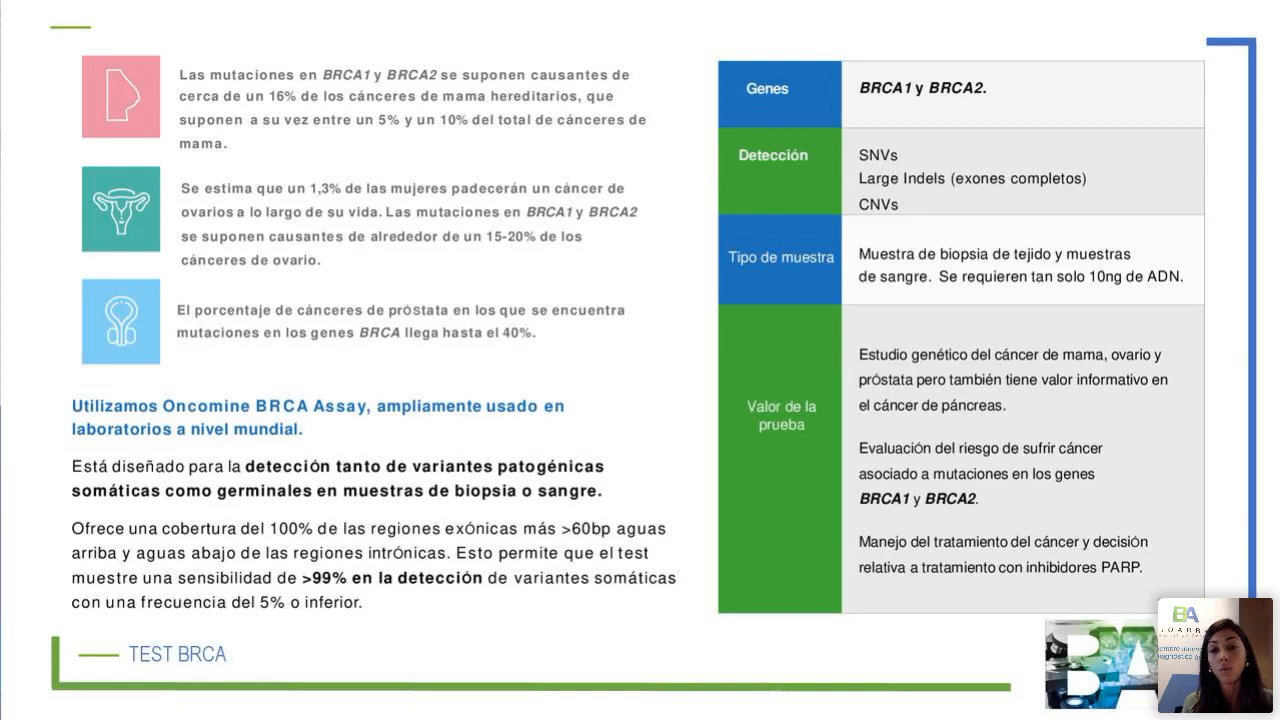 Las mutaciones en BRCA1 y BRCA2 se suponen causantes de
cerca de un 16% de los cánceres de mama hereditarios, que
suponen a su vez entre un 5% y un 10% del total de cánceres de
mama.
Se estima que un 1,3% de las mujeres padecerán un cáncer de
ovarios a lo largo de su vida. Las mutaciones en BRCA1 y BRCA2
se suponen causantes de alrededor de un 15-20% de los
cánceres de ovario.
El porcentaje de cánceres de próstata en los que se encuentra
mutaciones en los genes BRCA llega hasta el 40%.
Utilizamos Oncomine BRCA Assay, ampliamente usado en
laboratorios a nivel mundial.
Está diseñado para la detección tanto de variantes patogénicas
somáticas como germinales en muestras de biopsia o sangre.
Ofrece una cobertura del 100% de las regiones exónicas más >60bp aguas
arriba y aguas abajo de las regiones intrónicas. Esto permite que el test
muestre una sensibilidad de >99% en la detección de variantes somáticas
con una frecuencia del 5% o inferior.
TEST BRCA
Genes
BRCA1 y BRCA2.
Detección
SNVs
Large Indels (exones completos)
CNVs
Tipo de muestra
Muestra de biopsia de tejido y muestras
de sangre. Se requieren tan solo 10ng de ADN.
Valor de la
prueba
Estudio genético del cáncer de mama, ovario y
próstata pero también tiene valor informativo en
el cáncer de páncreas.
Evaluación del riesgo de sufrir cáncer
asociado a mutaciones en los genes
BRCA1 y BRCA2.
Manejo del tratamiento del cáncer y decisión
relativa a tratamiento con inhibidores PARP.
BA
BA